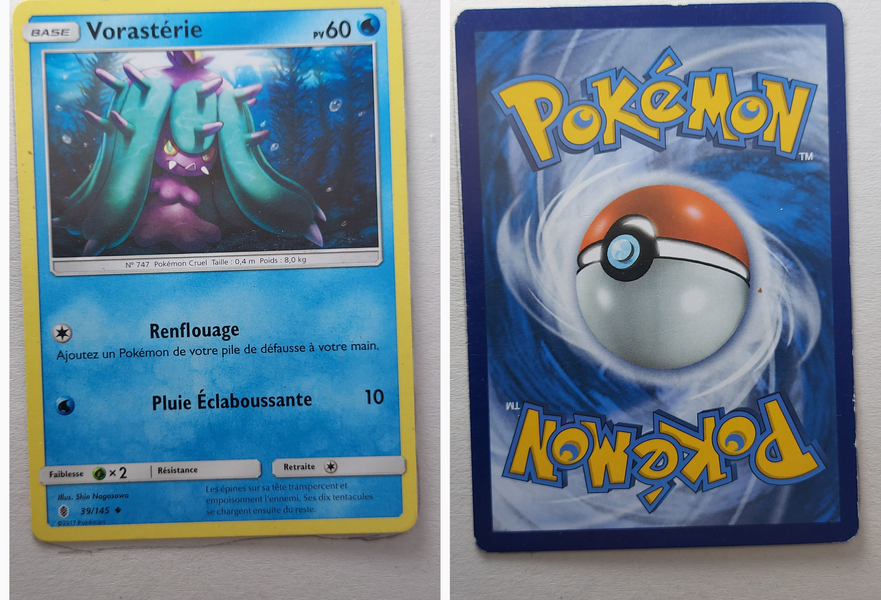 BASE Vorastérie PV60
N° 747 Pokémon Cruel Taille : 0,4 m Poids : 8,0 kg
Renflouage
Ajoutez un Pokémon de votre pile de défausse à votre main.
Pluie Éclaboussante 10
Faiblesse ×2 Résistance Retraite
Illus. Shin Nagasawa
39/145
©2017 Pokémon
Les épines sur sa tête transpercent et
empoisonnent l'ennemi. Ses dix tentacules
se chargent ensuite du reste.
POKÉMON
TM
POKÉMON
TM